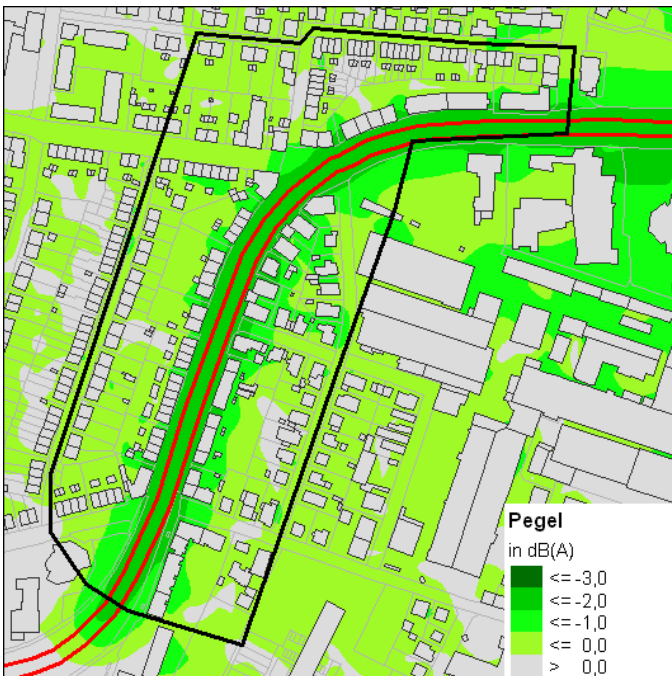 Pegel
in dB(A)
<= -3,0
<= -2,0
<= -1,0
<= 0,0
> 0,0